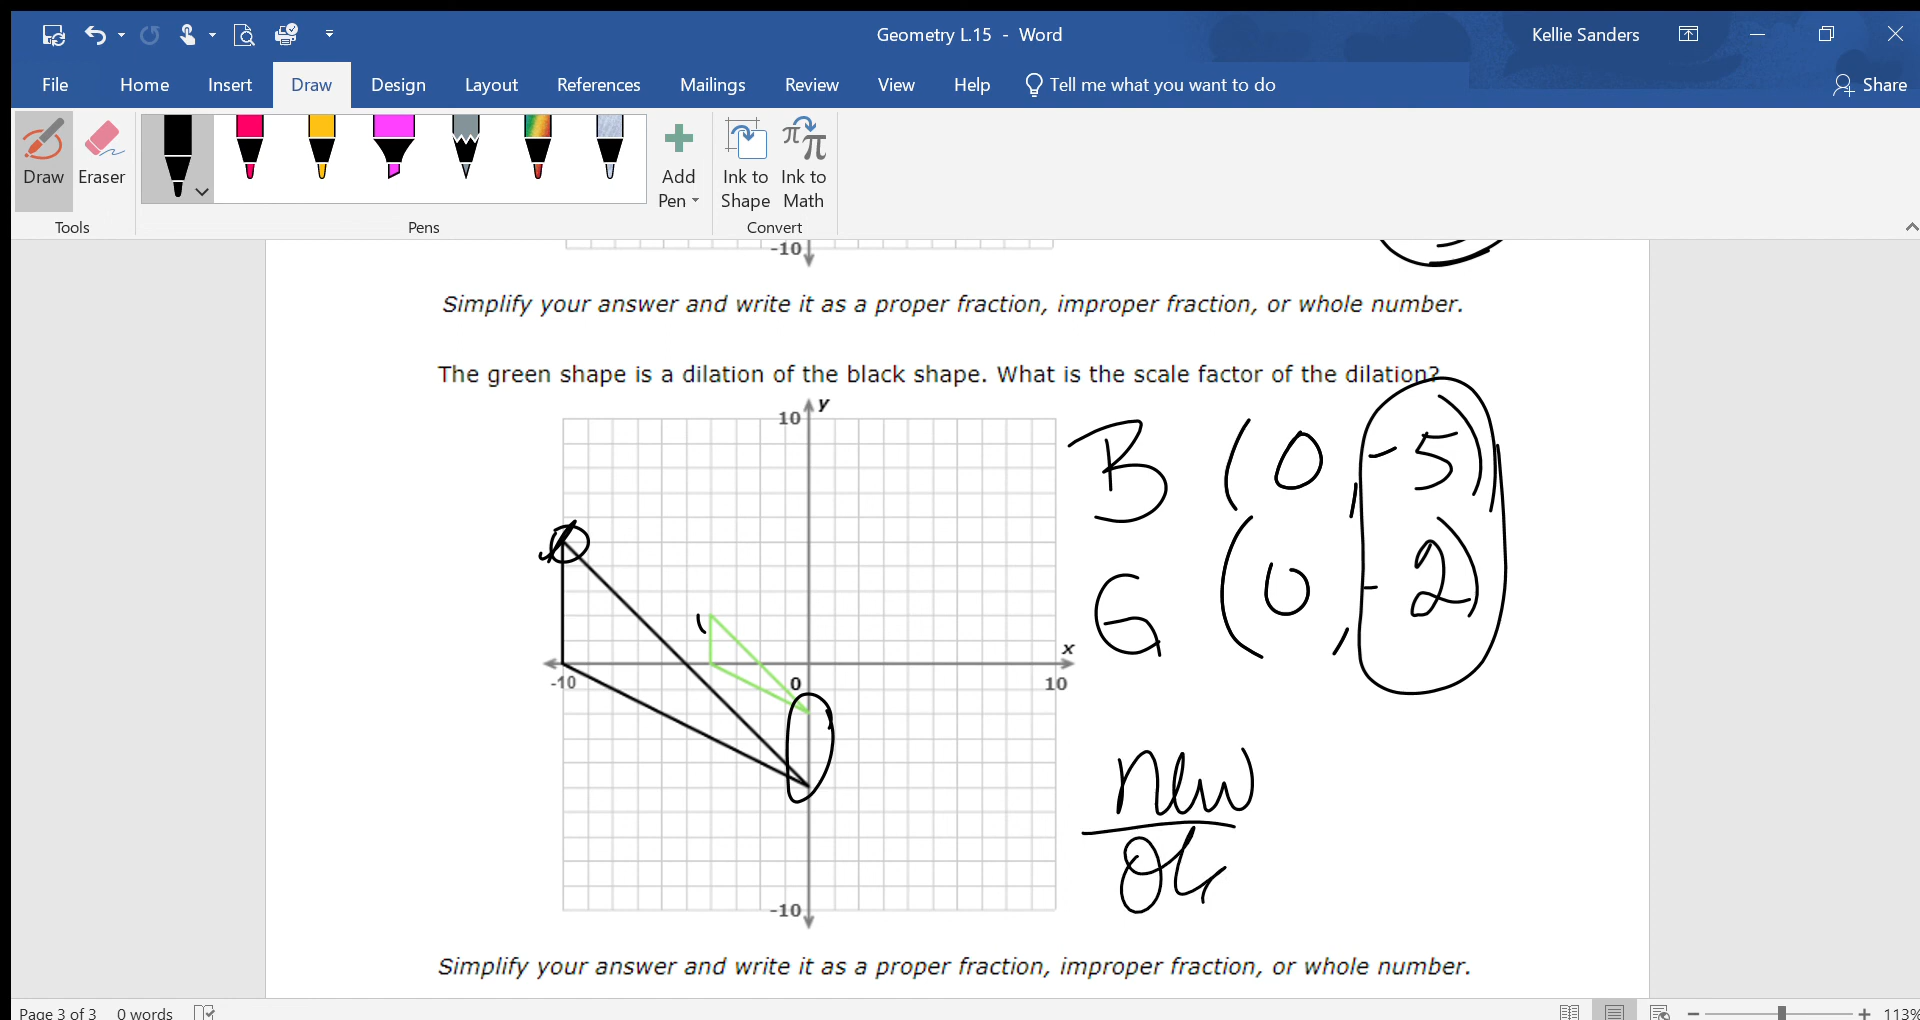 Geometry L.15 - Word
Kellie Sanders
File Home Insert Draw Design Layout References Mailings Review View Help Tell me what you want to do Share
Draw Eraser Add Pen Ink to Shape Ink to Math
Tools Pens Convert
-10
Simplify your answer and write it as a proper fraction, improper fraction, or whole number.
The green shape is a dilation of the black shape. What is the scale factor of the dilation?
10 y
B (0, -5)
G (0, -2)
x
-10 0 10
new
-10
Simplify your answer and write it as a proper fraction, improper fraction, or whole number.
Page 3 of 3 0 words 113%